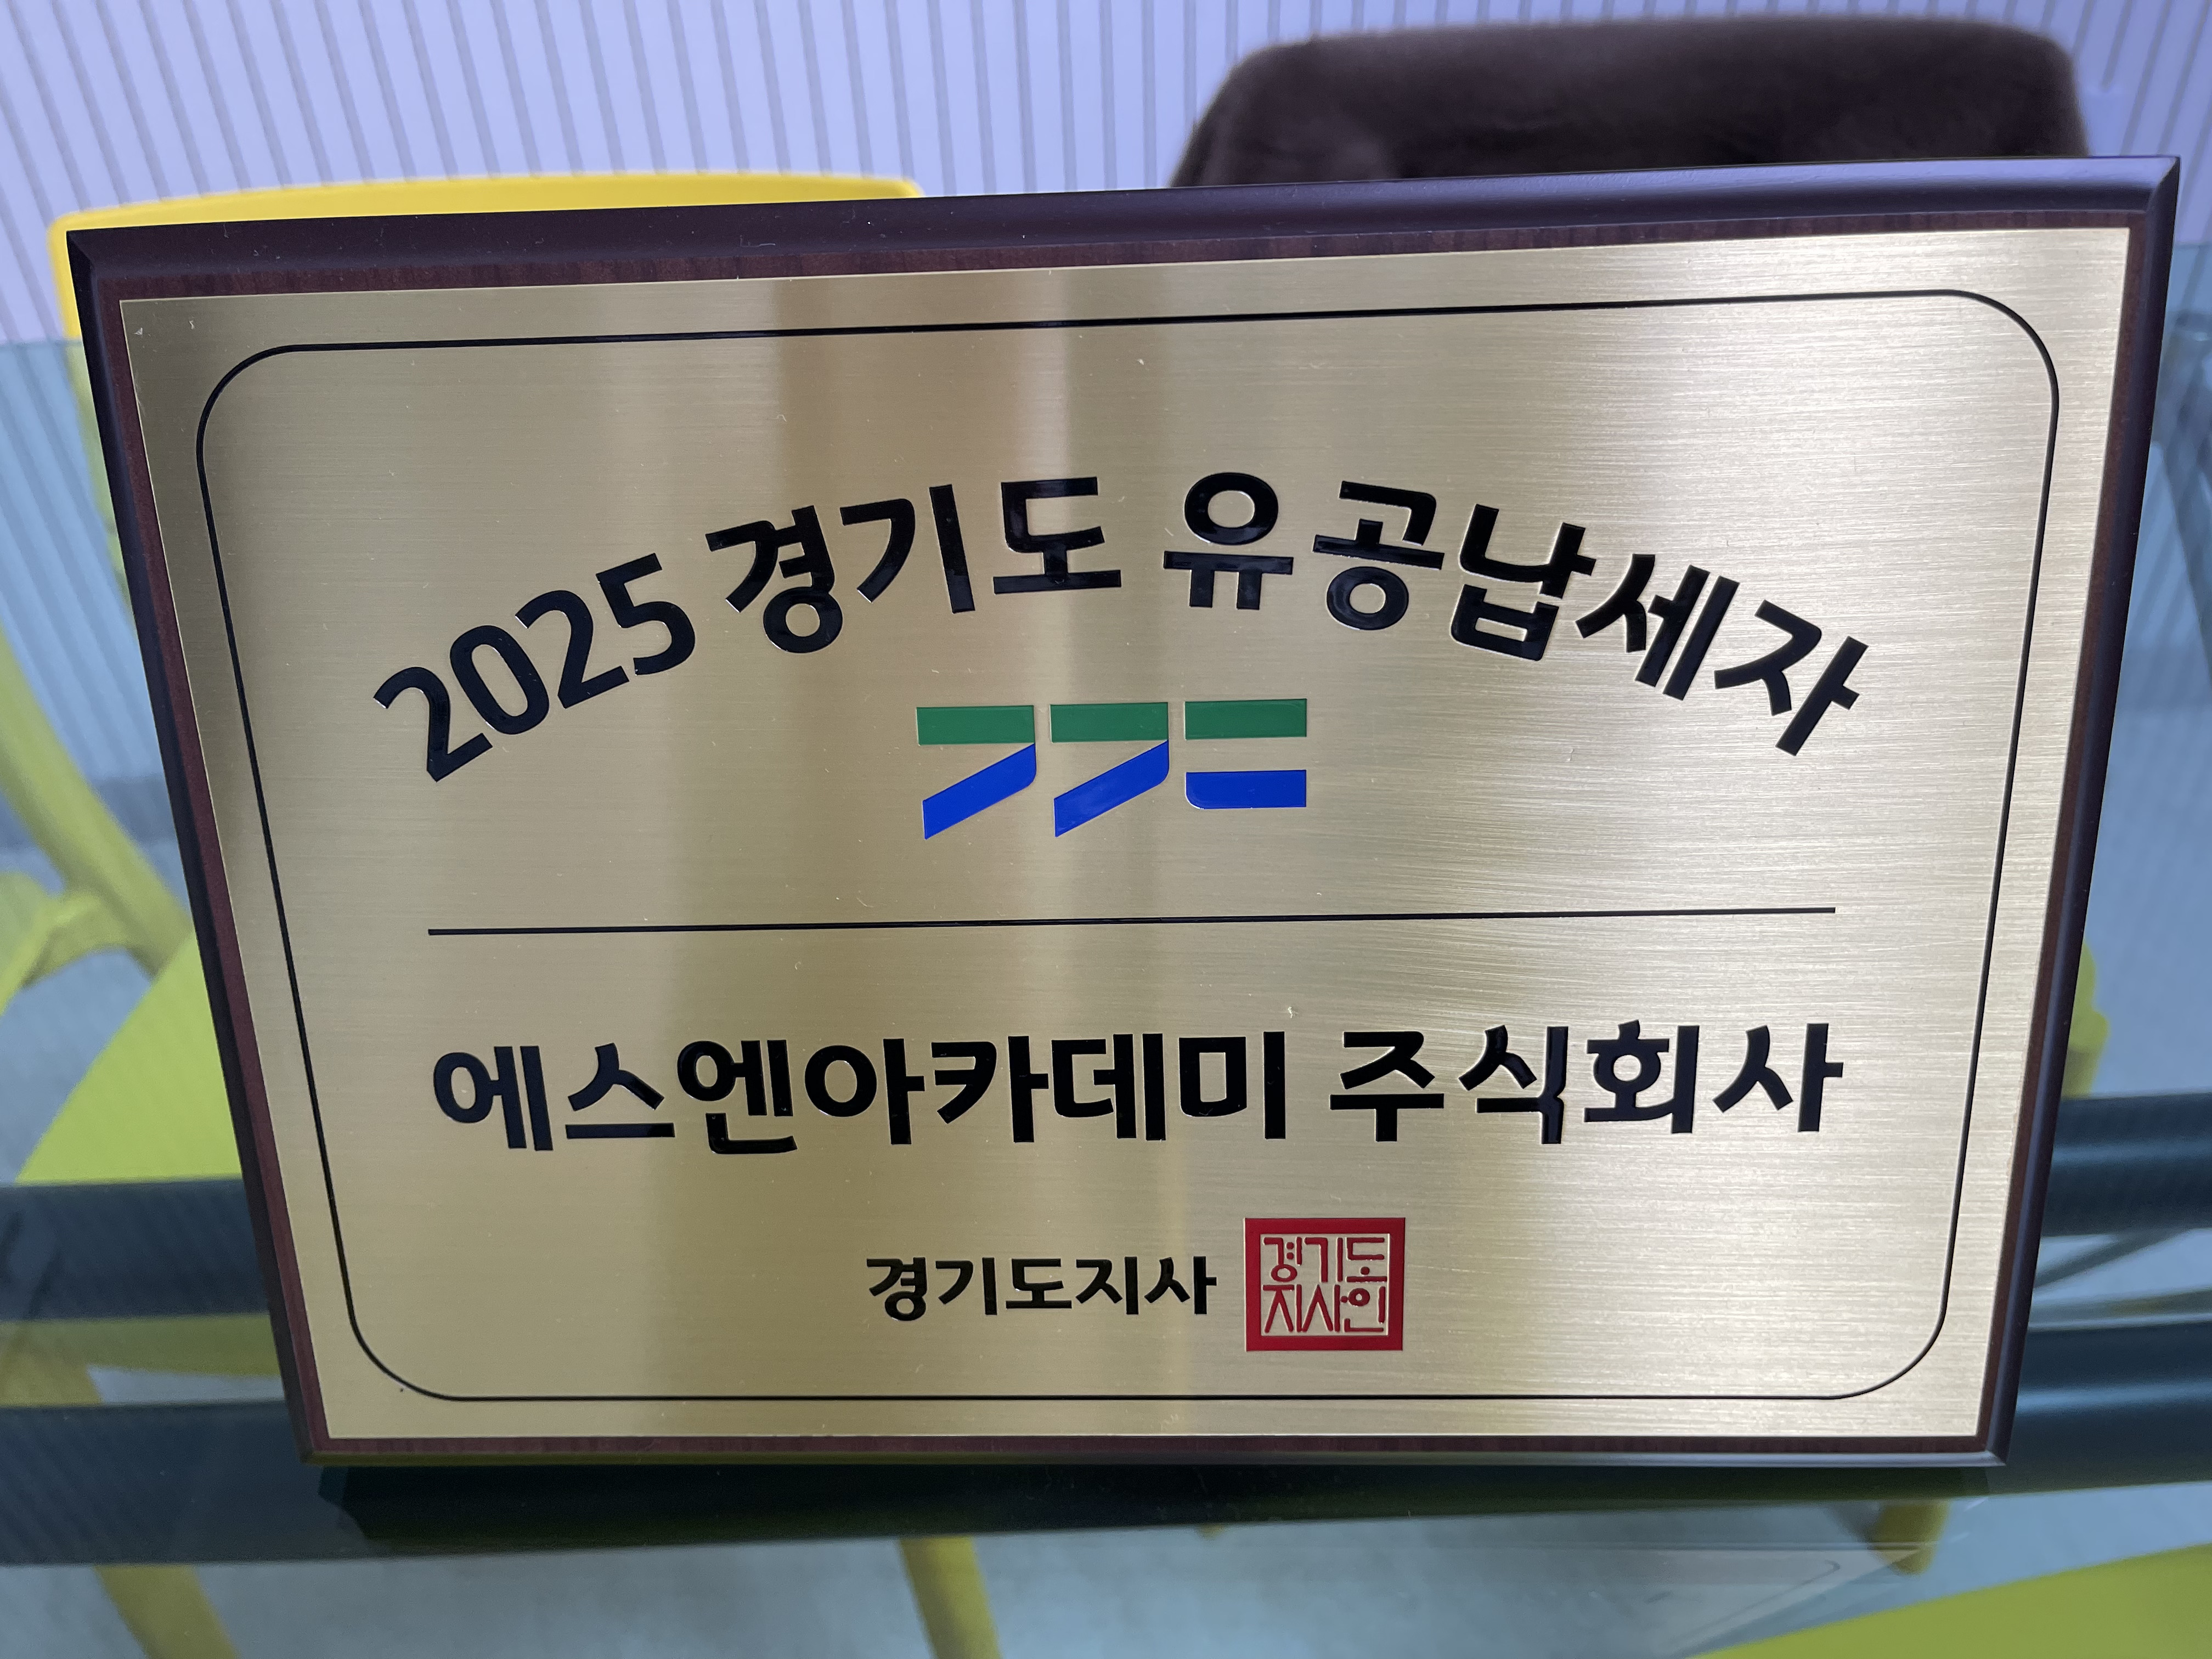 2025 경기도 유공납세자
에스엔아카데미 주식회사
경기도지사
경기도
지사인